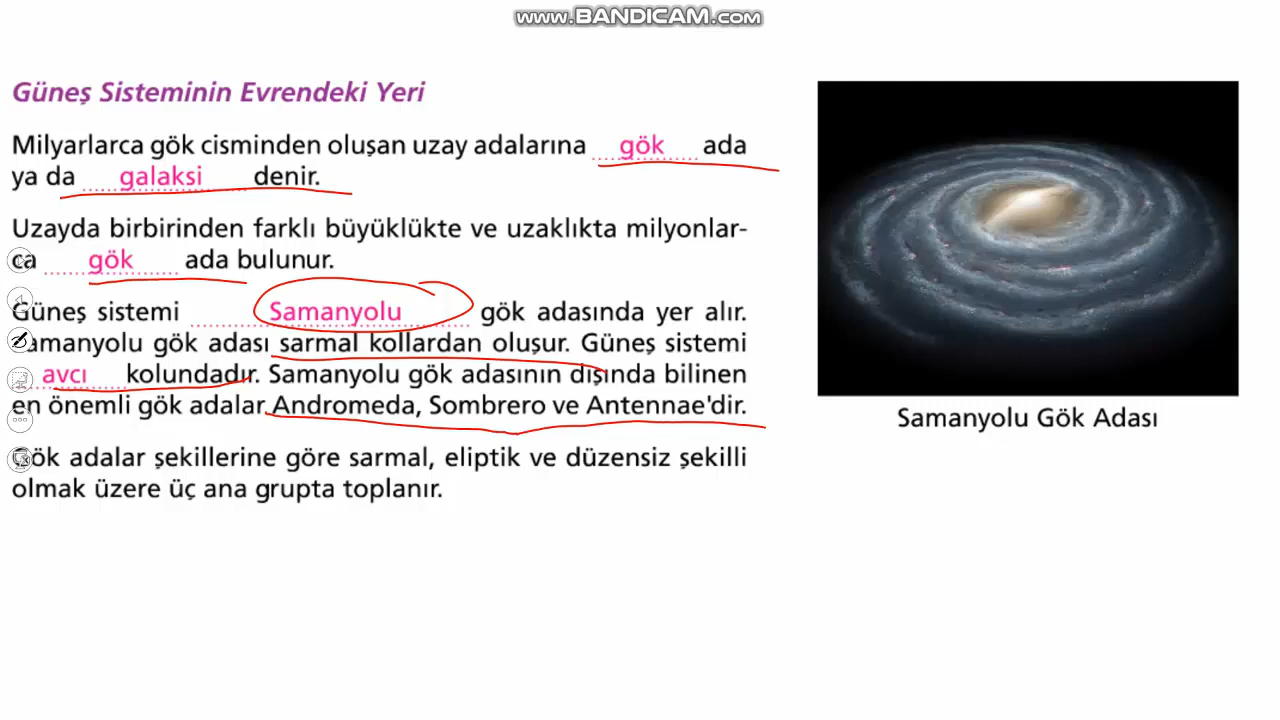 www.BANDICAM.com
Güneş Sisteminin Evrendeki Yeri
Milyarlarca gök cisminden oluşan uzay adalarına gök ada
ya da galaksi denir.
Uzayda birbirinden farklı büyüklükte ve uzaklıkta milyonlar-
ca gök ada bulunur.
Güneş sistemi Samanyolu gök adasında yer alır.
Samanyolu gök adası sarmal kollardan oluşur. Güneş sistemi
avcı kolundadır. Samanyolu gök adasının dışında bilinen
en önemli gök adalar Andromeda, Sombrero ve Antennae'dir.
Gök adalar şekillerine göre sarmal, eliptik ve düzensiz şekilli
olmak üzere üç ana grupta toplanır.
Samanyolu Gök Adası